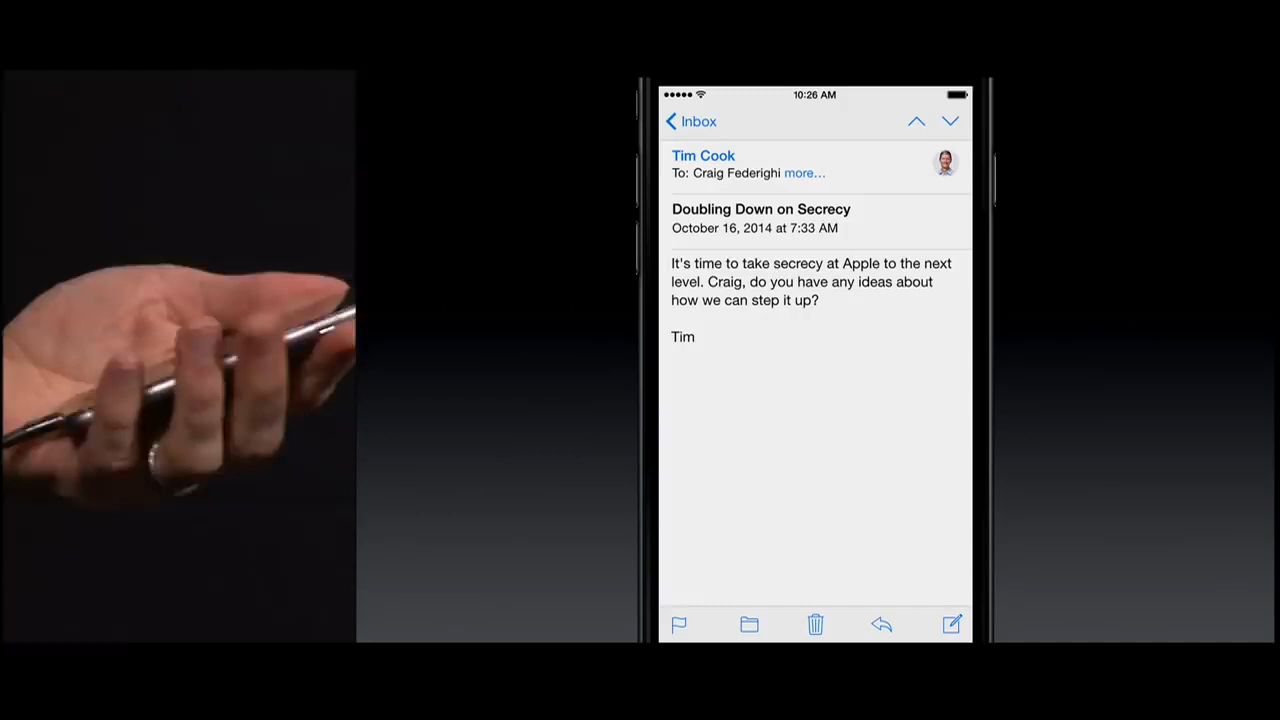 10:26 AM
Inbox
Tim Cook
To: Craig Federighi more...
Doubling Down on Secrecy
October 16, 2014 at 7:33 AM
It's time to take secrecy at Apple to the next
level. Craig, do you have any ideas about
how we can step it up?
Tim